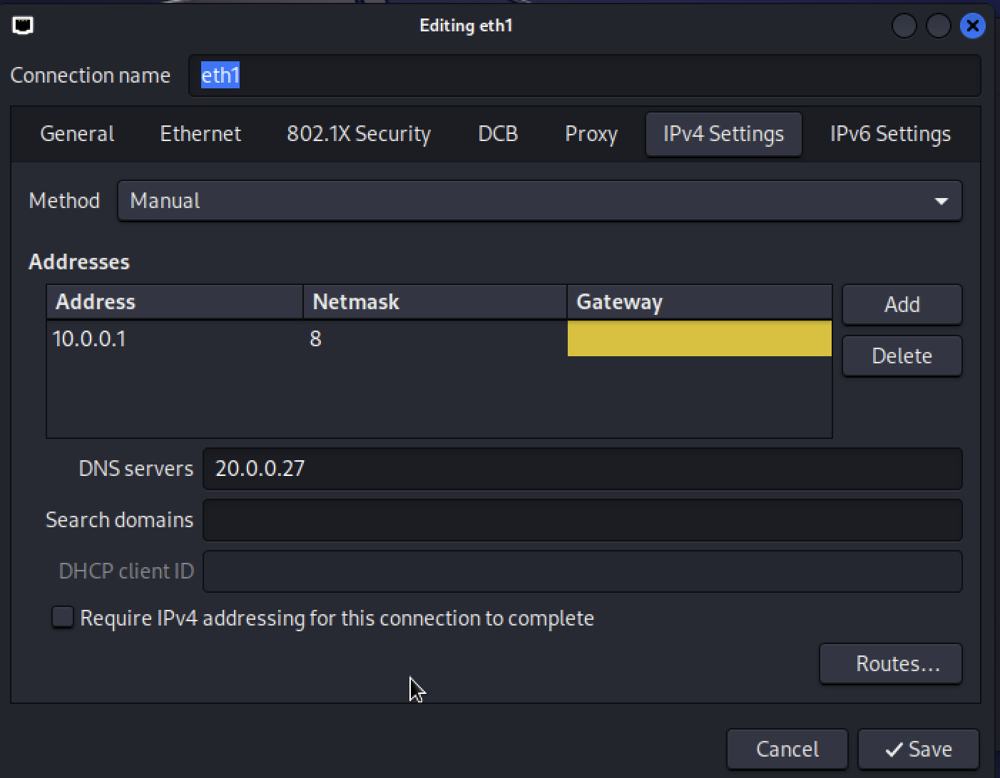 Editing eth1
Connection name eth1
General Ethernet 802.1X Security DCB Proxy IPv4 Settings IPv6 Settings
Method Manual
Addresses
Address Netmask Gateway Add
10.0.0.1 8
Delete
DNS servers 20.0.0.27
Search domains
DHCP client ID
Require IPv4 addressing for this connection to complete
Routes...
Cancel Save